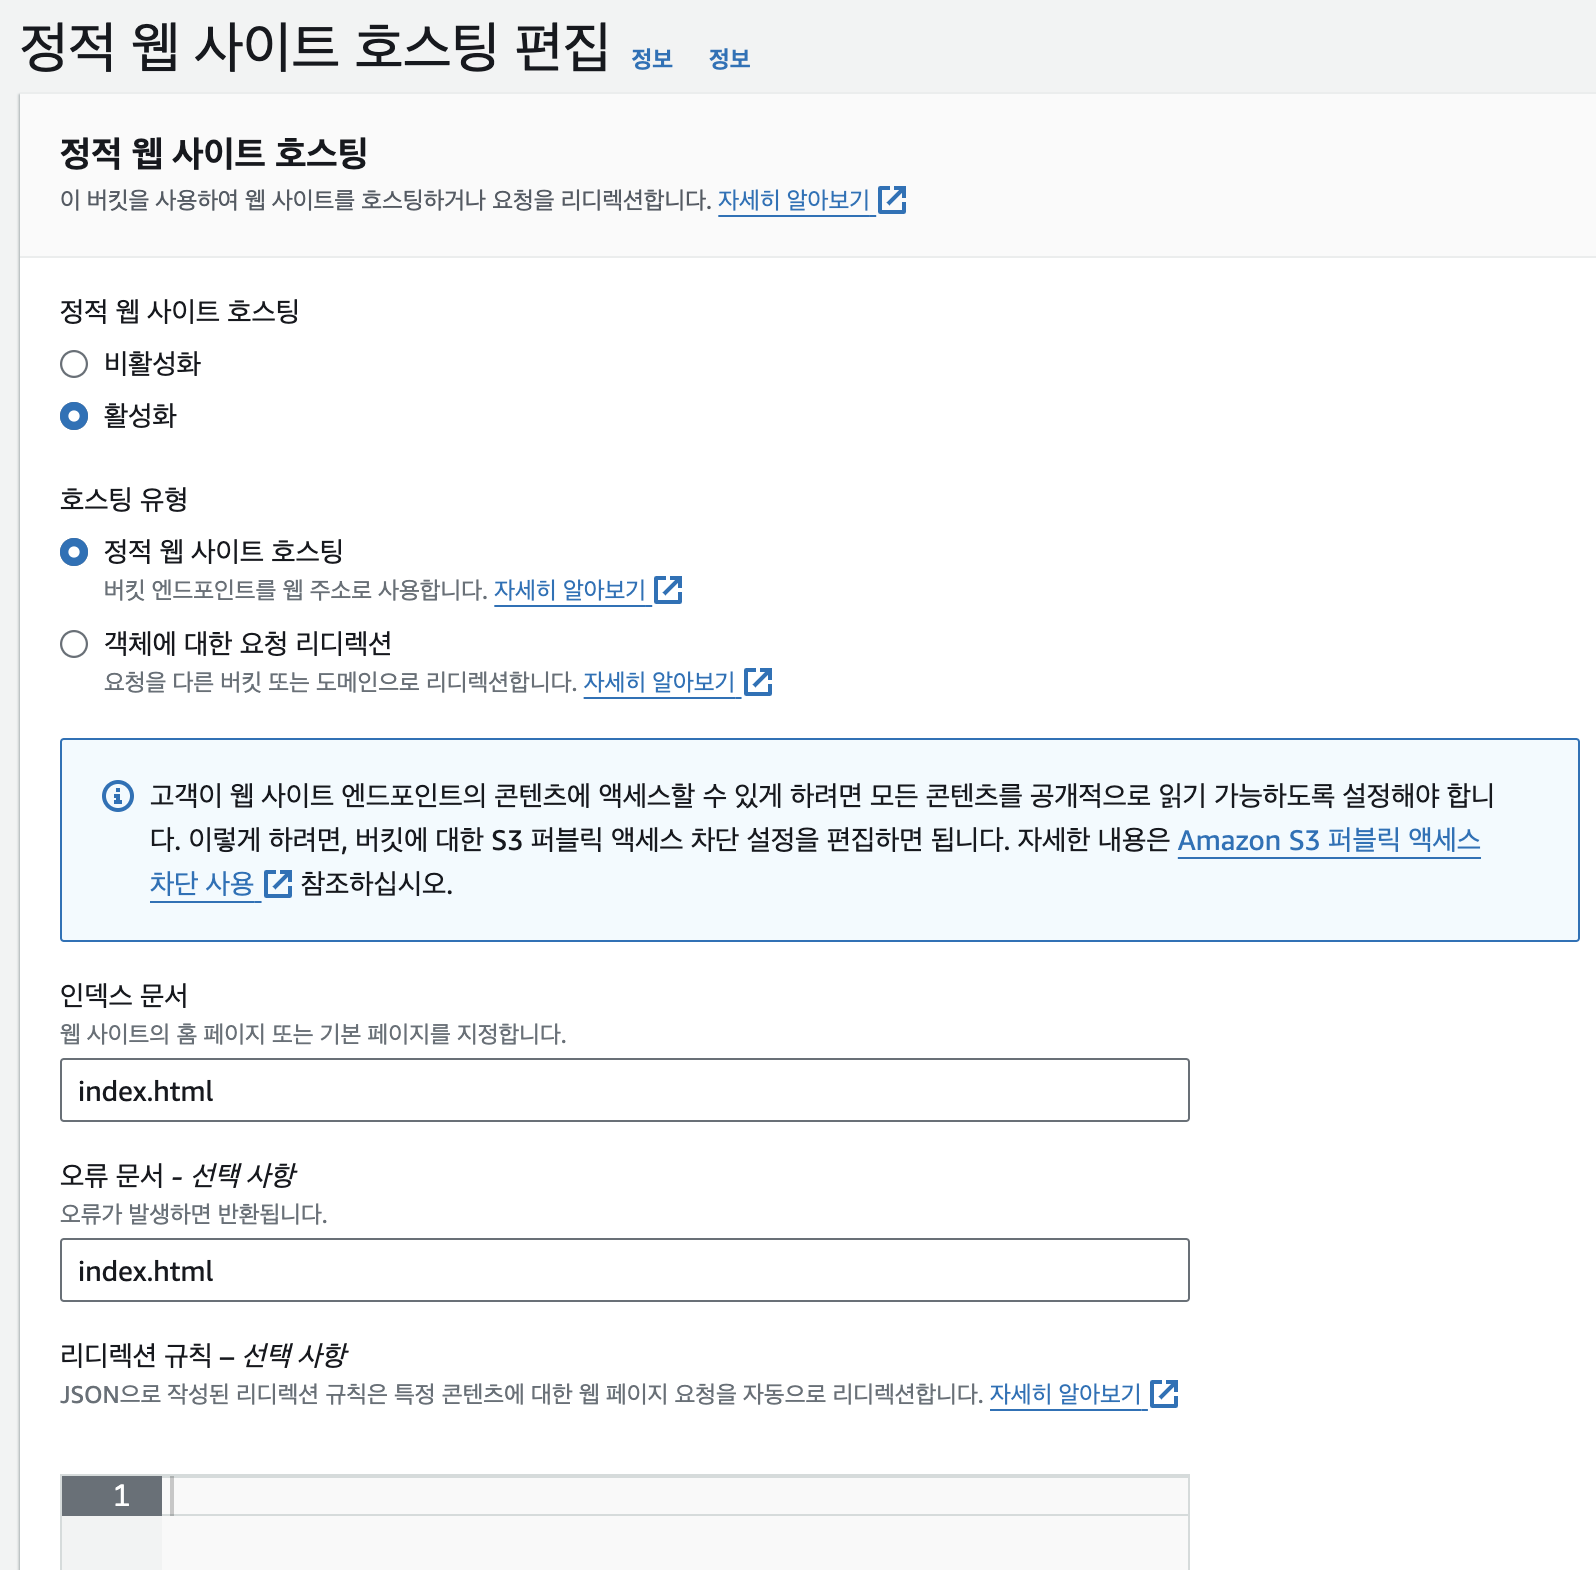 정적 웹 사이트 호스팅 편집 정보 정보
정적 웹 사이트 호스팅
이 버킷을 사용하여 웹 사이트를 호스팅하거나 요청을 리디렉션합니다. 자세히 알아보기
정적 웹 사이트 호스팅
비활성화
활성화
호스팅 유형
정적 웹 사이트 호스팅
버킷 엔드포인트를 웹 주소로 사용합니다. 자세히 알아보기
객체에 대한 요청 리디렉션
요청을 다른 버킷 또는 도메인으로 리디렉션합니다. 자세히 알아보기
고객이 웹 사이트 엔드포인트의 콘텐츠에 액세스할 수 있게 하려면 모든 콘텐츠를 공개적으로 읽기 가능하도록 설정해야 합니
다. 이렇게 하려면, 버킷에 대한 S3 퍼블릭 액세스 차단 설정을 편집하면 됩니다. 자세한 내용은 Amazon S3 퍼블릭 액세스
차단 사용 참조하십시오.
인덱스 문서
웹 사이트의 홈 페이지 또는 기본 페이지를 지정합니다.
index.html
오류 문서 - 선택 사항
오류가 발생하면 반환됩니다.
index.html
리디렉션 규칙 – 선택 사항
JSON으로 작성된 리디렉션 규칙은 특정 콘텐츠에 대한 웹 페이지 요청을 자동으로 리디렉션합니다. 자세히 알아보기
1